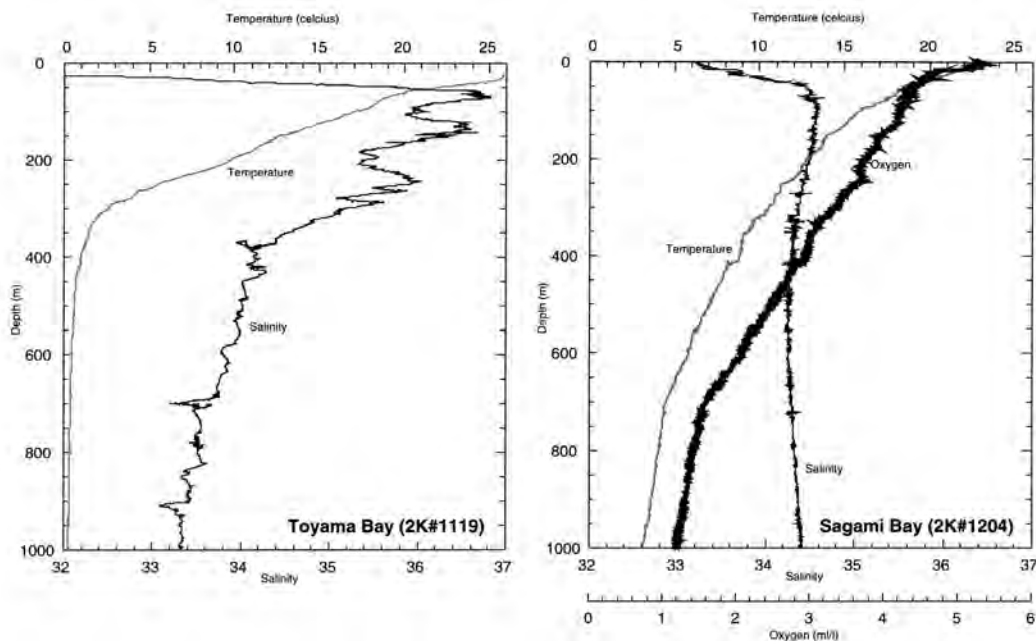 Temperature (celcius)
0 5 10 15 20 25
0
200
400
600
800
1000
Depth (m)
Temperature
Salinity
Toyama Bay (2K#1119)
32 33 34 35 36 37
Salinity
Temperature (celcius)
0 5 10 15 20 25
0
200
400
600
800
1000
Depth (m)
Oxygen
Temperature
Salinity
Sagami Bay (2K#1204)
32 33 34 35 36 37
Salinity
0 1 2 3 4 5 6
Oxygen (ml/l)